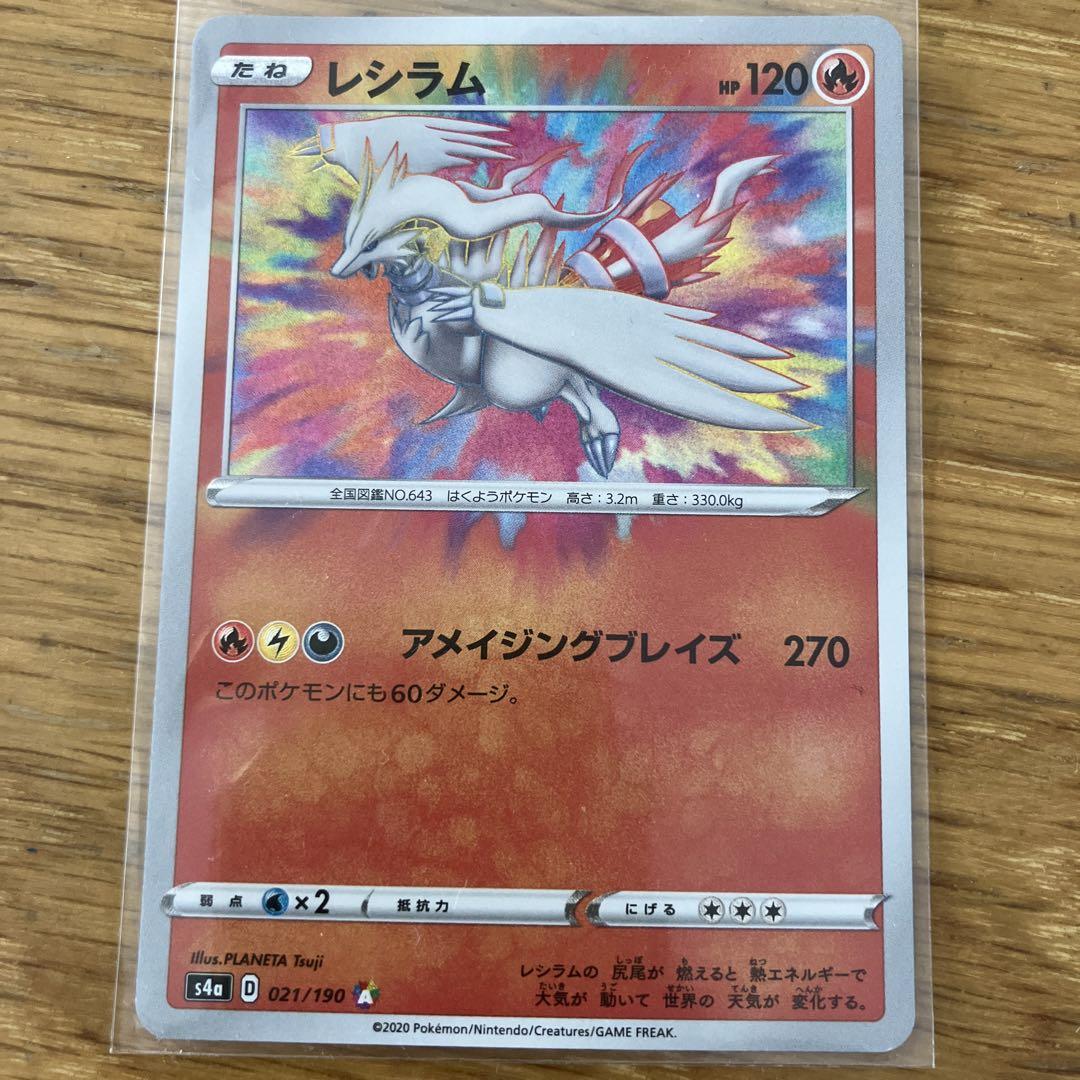 たね レシラム HP 120
全国図鑑NO.643 はくようポケモン 高さ:3.2m 重さ:330.0kg
アメイジングブレイズ 270
このポケモンにも60ダメージ。
弱点 ×2 抵抗力 にげる
Illus.PLANETA Tsuji
レシラムの 尻尾が 燃えると 熱エネルギーで
大気が 動いて 世界の 天気が 変化する。
s4a D 021/190 A
©2020 Pokémon/Nintendo/Creatures/GAME FREAK.